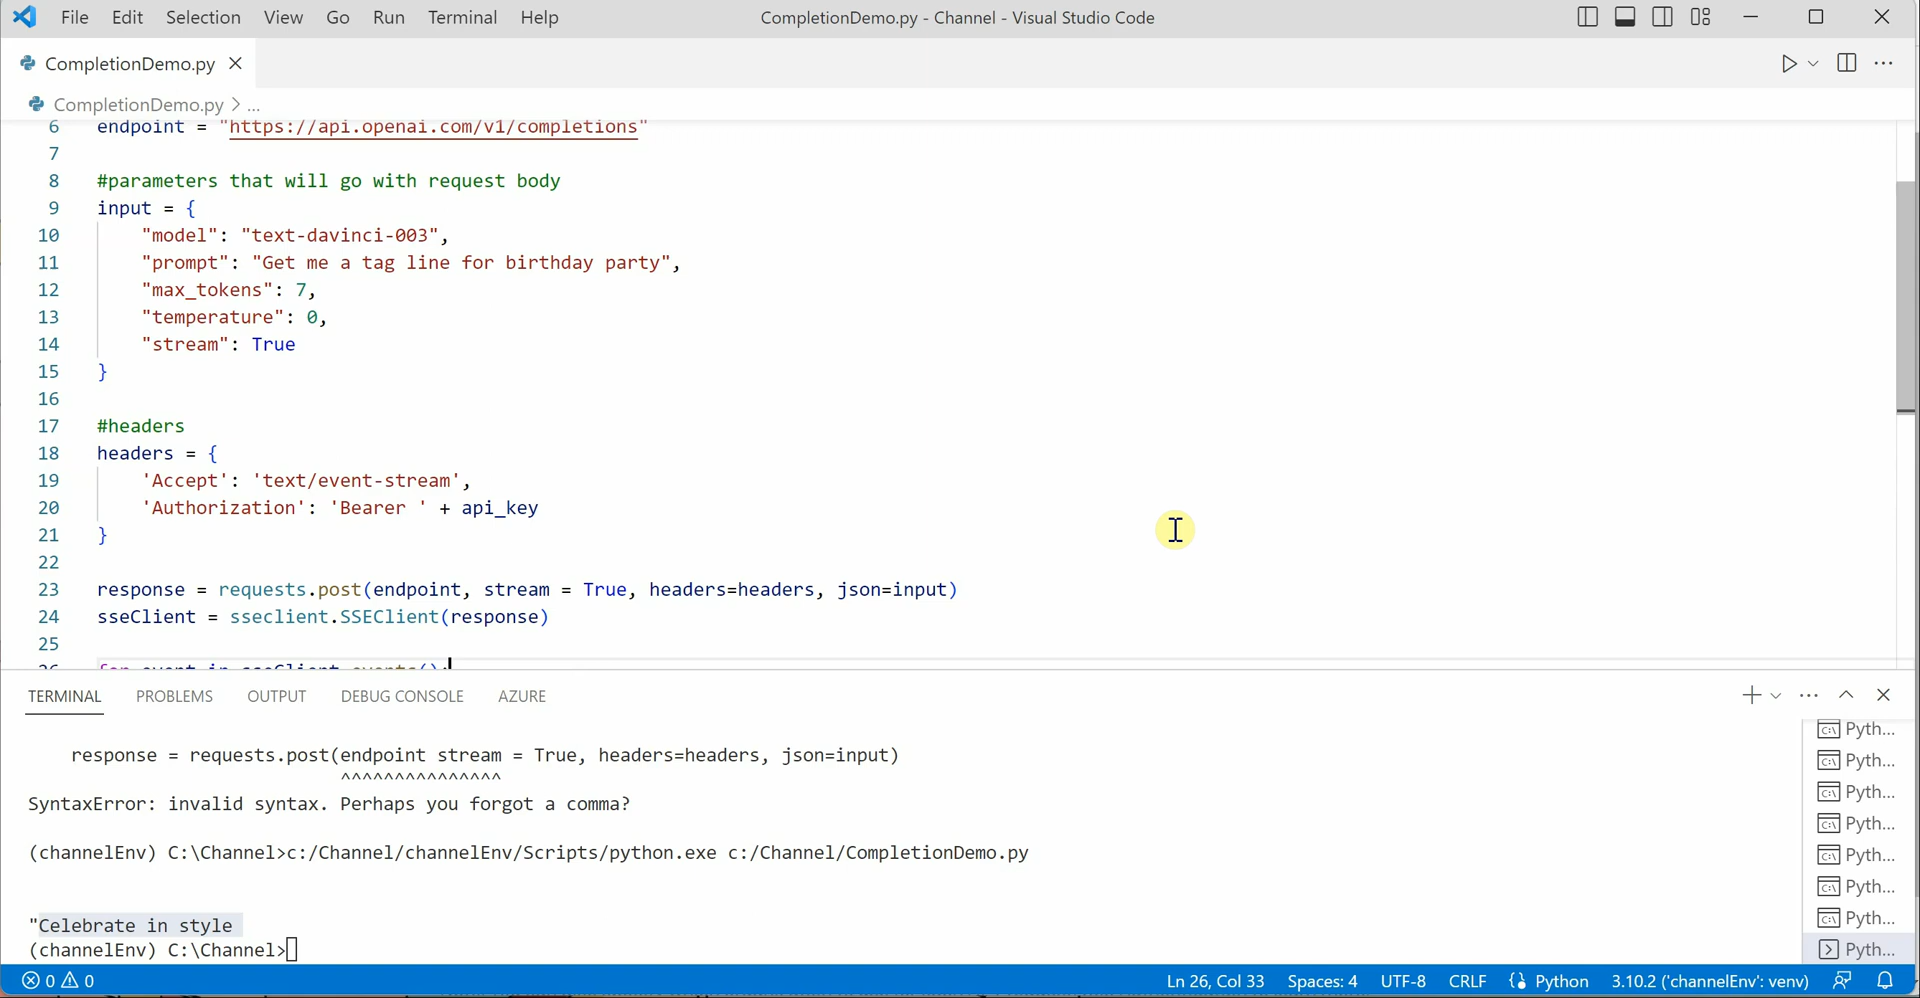 File Edit Selection View Go Run Terminal Help CompletionDemo.py - Channel - Visual Studio Code
CompletionDemo.py
CompletionDemo.py > ...
6 endpoint = "https://api.openai.com/v1/completions"
7
8 #parameters that will go with request body
9 input = {
10 "model": "text-davinci-003",
11 "prompt": "Get me a tag line for birthday party",
12 "max_tokens": 7,
13 "temperature": 0,
14 "stream": True
15 }
16
17 #headers
18 headers = {
19 'Accept': 'text/event-stream',
20 'Authorization': 'Bearer ' + api_key
21 }
22
23 response = requests.post(endpoint, stream = True, headers=headers, json=input)
24 sseClient = sseclient.SSEClient(response)
25
26 for event in sseClient.events():
TERMINAL PROBLEMS OUTPUT DEBUG CONSOLE AZURE
response = requests.post(endpoint stream = True, headers=headers, json=input)
^^^^^^^^^^^^^^^
SyntaxError: invalid syntax. Perhaps you forgot a comma?
(channelEnv) C:\Channel>c:/Channel/channelEnv/Scripts/python.exe c:/Channel/CompletionDemo.py
"Celebrate in style
(channelEnv) C:\Channel>
Pyth...
Pyth...
Pyth...
Pyth...
Pyth...
Pyth...
Pyth...
Pyth...
0 0 Ln 26, Col 33 Spaces: 4 UTF-8 CRLF Python 3.10.2 ('channelEnv': venv)